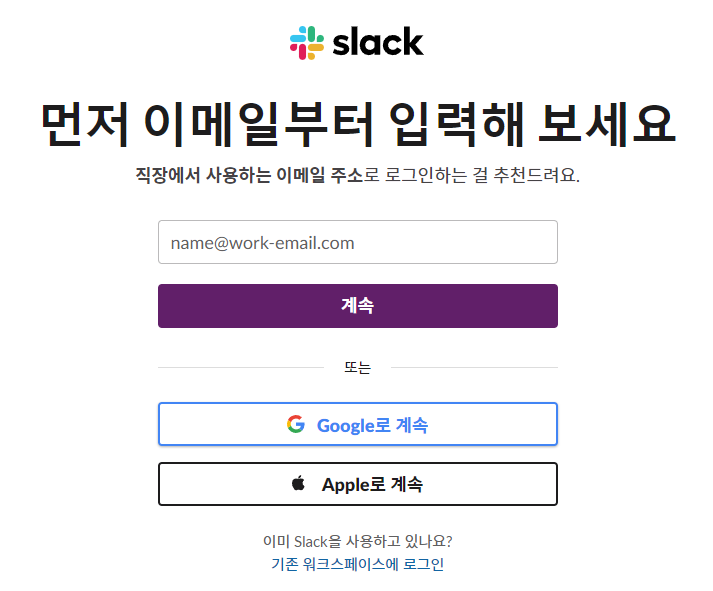 slack
먼저 이메일부터 입력해 보세요
직장에서 사용하는 이메일 주소로 로그인하는 걸 추천드려요.
name@work-email.com
계속
또는
Google로 계속
Apple로 계속
이미 Slack을 사용하고 있나요?
기존 워크스페이스에 로그인